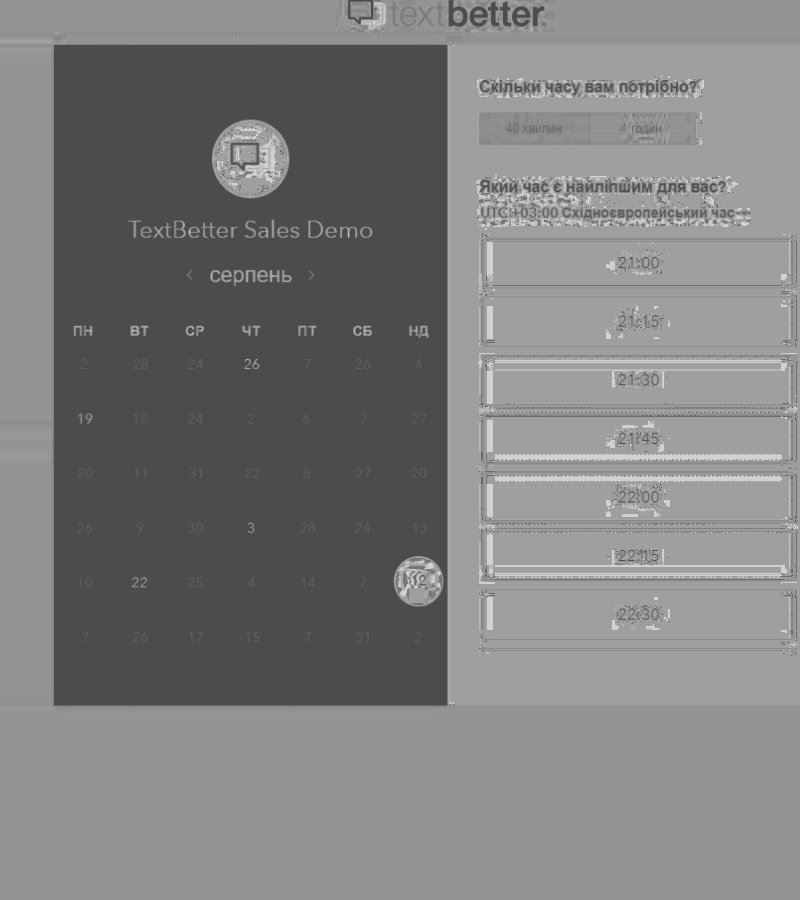 textbetter
TextBetter Sales Demo
‹ серпень ›
ПН ВТ СР ЧТ ПТ СБ НД
2 28 24 26 7 26 4
19 18 24 2 6 7 27
20 11 31 22 8 27 20
26 9 30 3 28 24 13
10 22 25 4 14 7 12
7 26 17 15 7 31 2
Скільки часу вам потрібно?
40 хвилин 4 годин
Який час є найліпшим для вас?
UTC +03:00 Східноєвропейський час
21:00
21:15
21:30
21:45
22:00
22:15
22:30